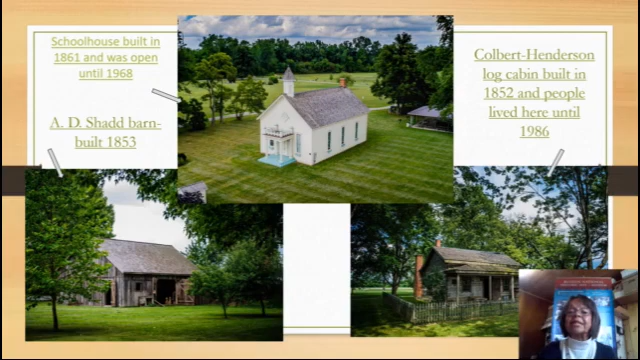 Schoolhouse built in
1861 and was open
until 1968
A. D. Shadd barn-
built 1853
Colbert-Henderson
log cabin built in
1852 and people
lived here until
1986